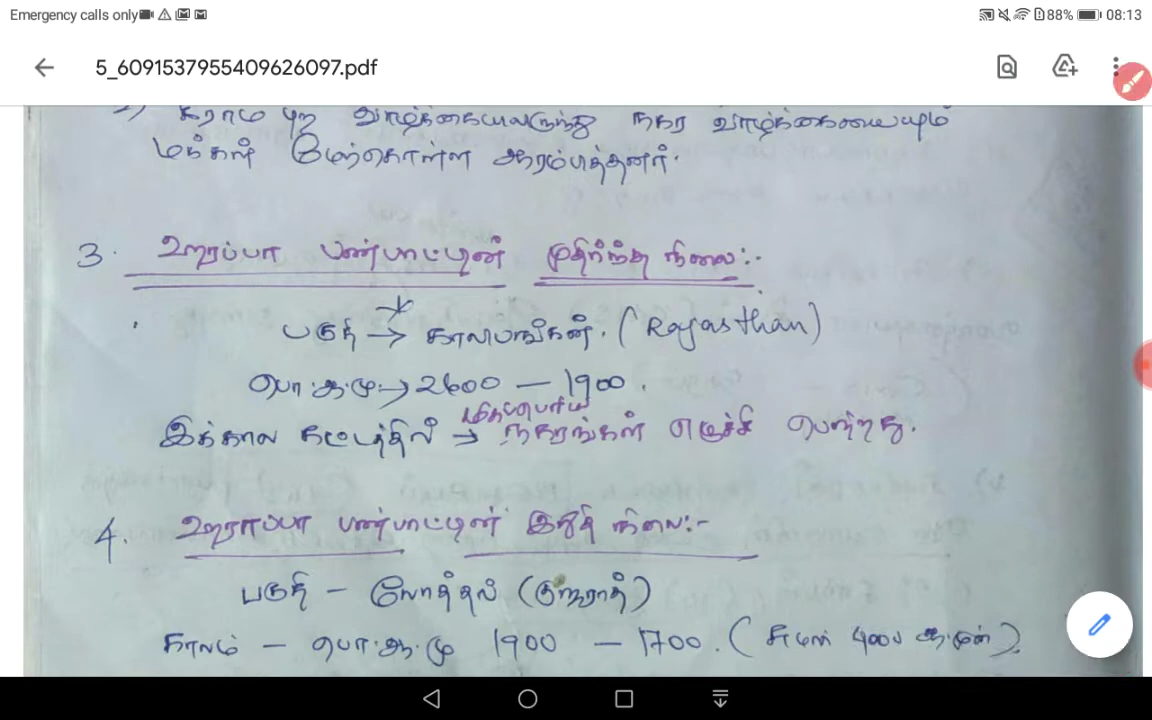 Emergency calls only 88% 08:13
5_6091537955409626097.pdf
கிராம புற வாழ்க்கையிலிருந்து நகர வாழ்க்கையையும்
மக்கள் மேற்கொள்ள ஆரம்பித்தனர்.
3. ஹரப்பா பண்பாட்டின் முதிர்ந்த நிலை:-
பகுதி → காலிபங்கன். (Rajasthan)
பொ.ஆ.மு → 2600 — 1900.
மிகப்பெரிய
இக்கால கட்டத்தில் → நகரங்கள் எழுச்சி பெற்றது.
4. ஹராப்பா பண்பாட்டின் இறுதி நிலை:-
பகுதி – லோத்தல் (குஜராத்)
காலம் – பொ.ஆ.மு 1900 – 1700. (